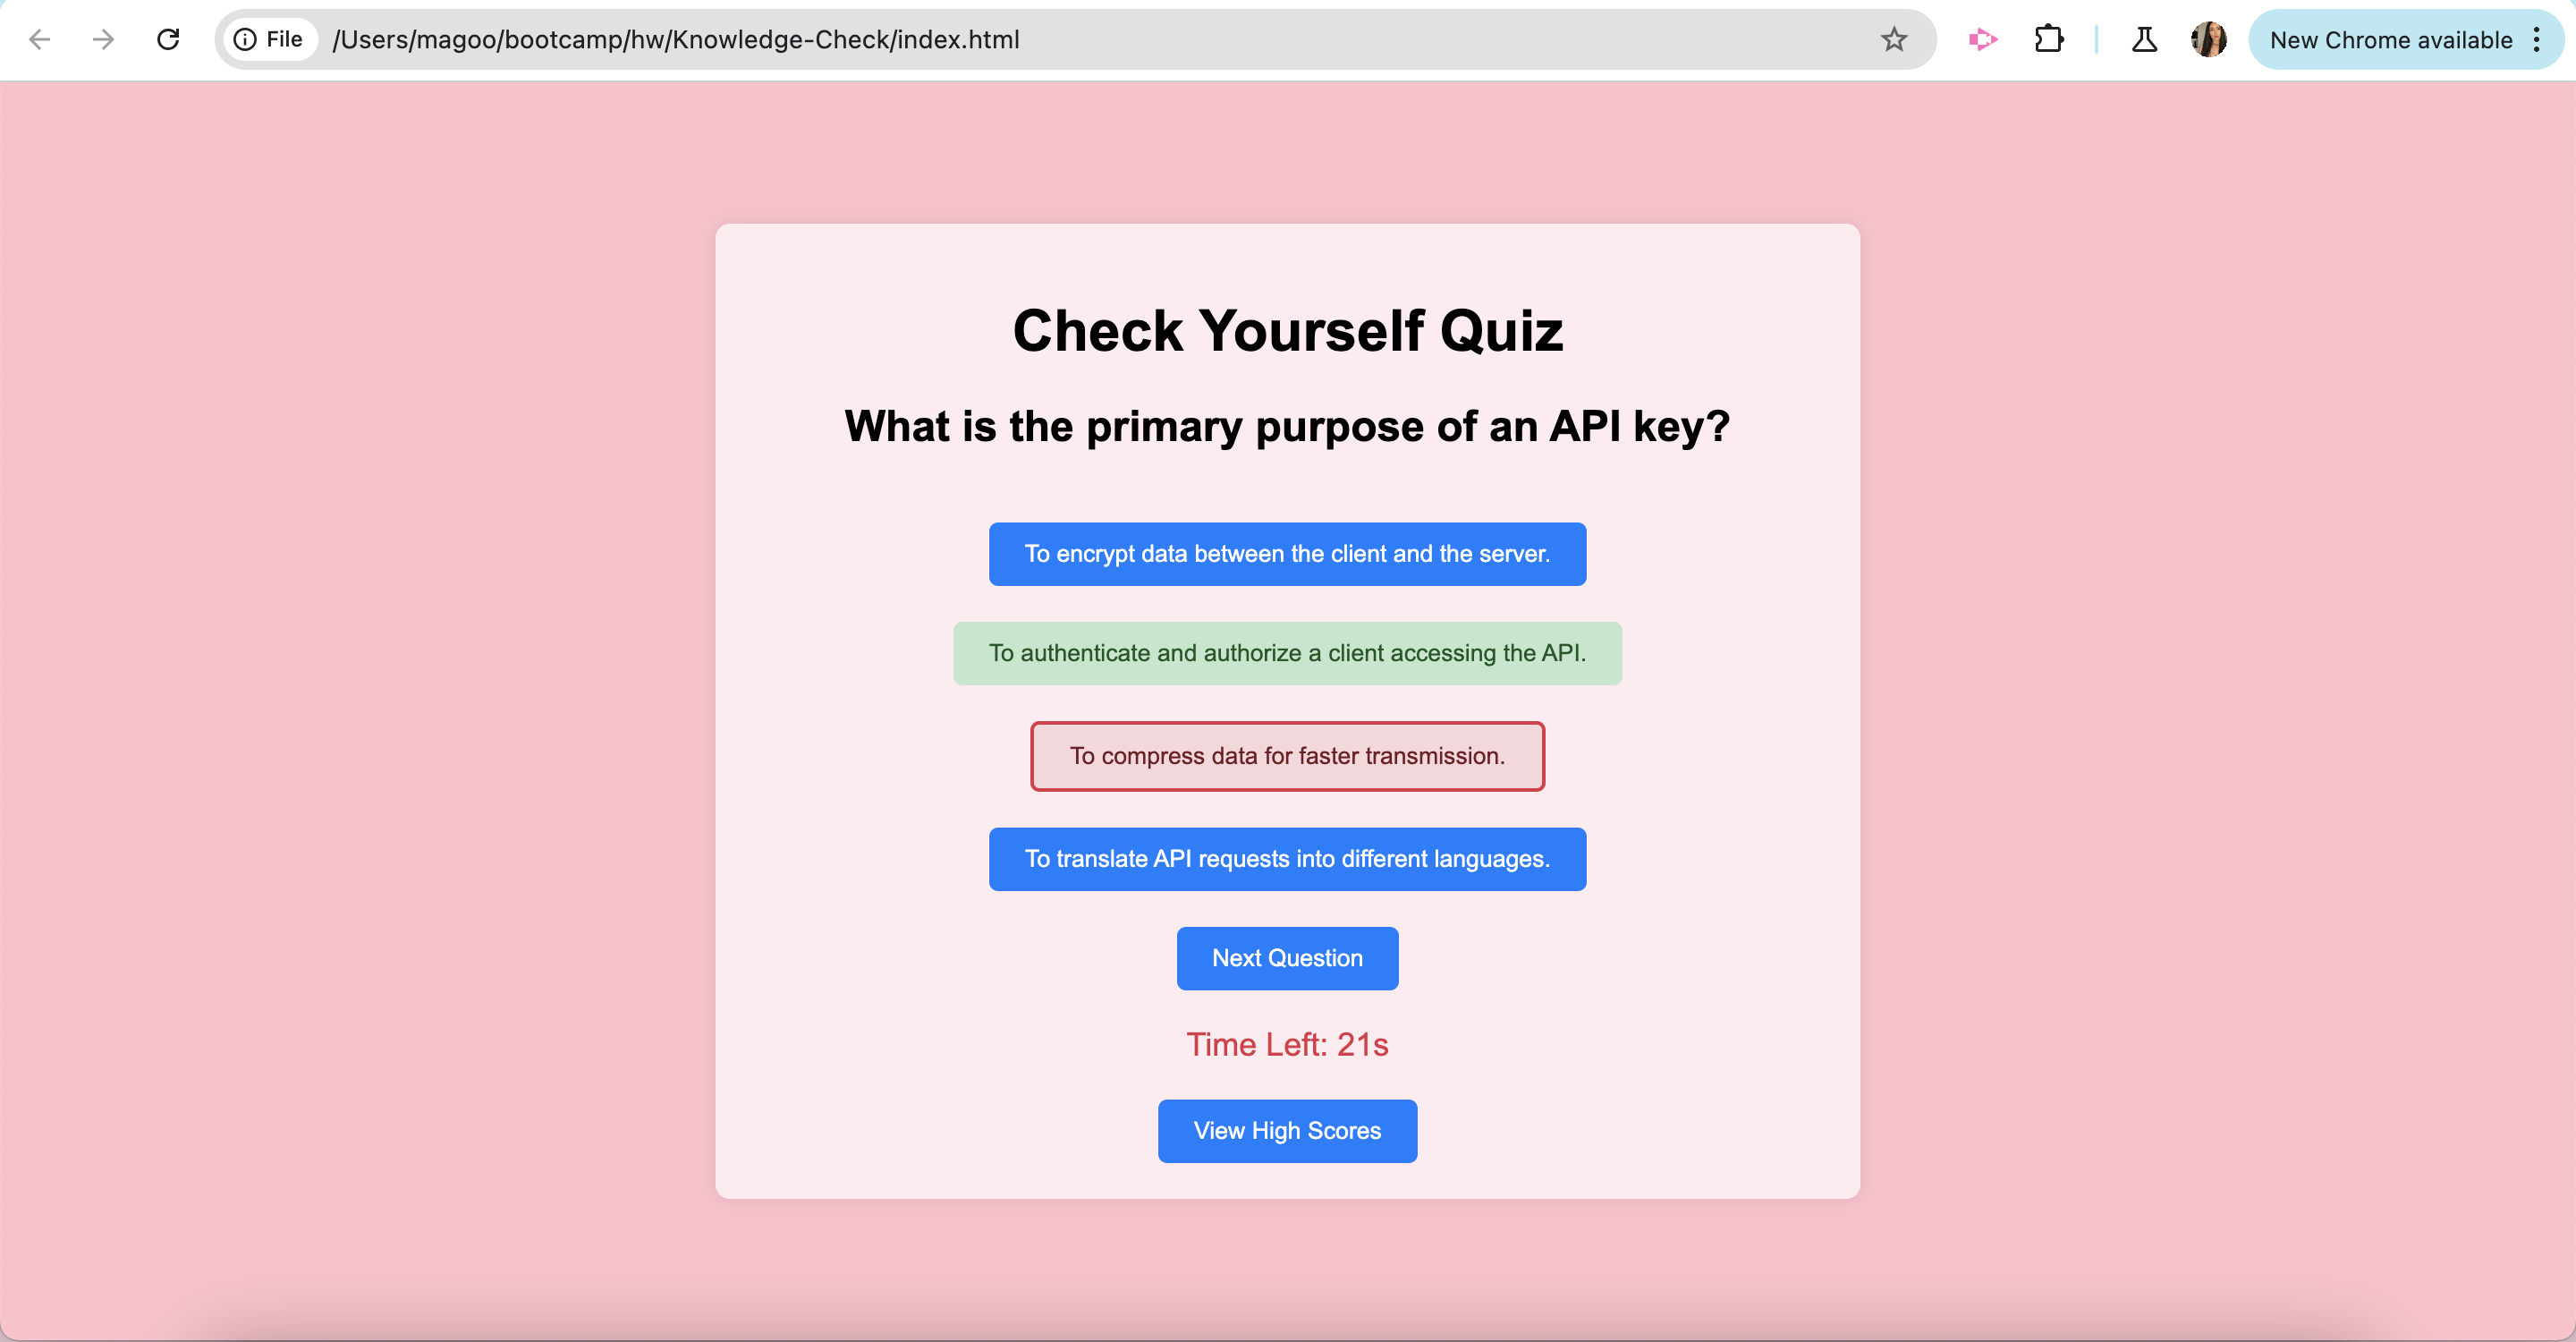 File /Users/magoo/bootcamp/hw/Knowledge-Check/index.html New Chrome available
Check Yourself Quiz
What is the primary purpose of an API key?
To encrypt data between the client and the server.
To authenticate and authorize a client accessing the API.
To compress data for faster transmission.
To translate API requests into different languages.
Next Question
Time Left: 21s
View High Scores